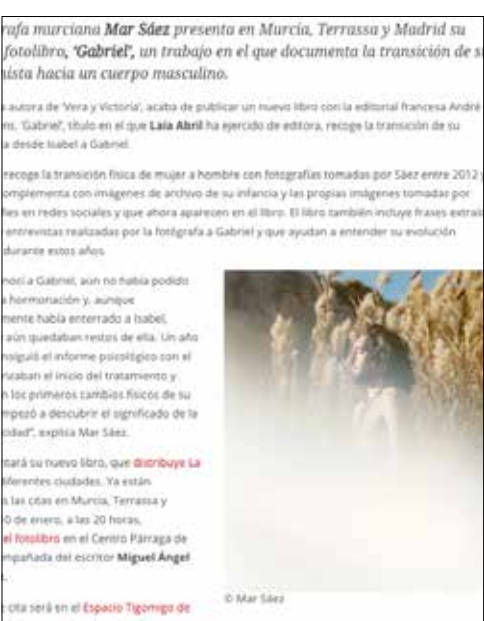 rafa murciana Mar Sáez presenta en Murcia, Terrassa y Madrid su
fotolibro, 'Gabriel', un trabajo en el que documenta la transición de s
nista hacia un cuerpo masculino.
a autora de 'Vera y Victoria', acaba de publicar un nuevo libro con la editorial francesa André
ns. 'Gabriel', título en el que Laia Abril ha ejercido de editora, recoge la transición de su
a desde Isabel a Gabriel.
recoge la transición física de mujer a hombre con fotografías tomadas por Sáez entre 2012 y
omplementa con imágenes de archivo de su infancia y las propias imágenes tomadas por
fies en redes sociales y que ahora aparecen en el libro. El libro también incluye frases extraíd
entrevistas realizadas por la fotógrafa a Gabriel y que ayudan a entender su evolución
durante estos años.
nocí a Gabriel, aún no había podido
a hormonación y, aunque
mente había enterrado a Isabel,
aún quedaban restos de ella. Un año
nsiguió el informe psicológico con el
rizaban el inicio del tratamiento y
n los primeros cambios físicos de su
mpezó a descubrir el significado de la
cidad", explica Mar Sáez.
ntará su nuevo libro, que distribuye La
diferentes ciudades. Ya están
s las citas en Murcia, Terrassa y
0 de enero, a las 20 horas,
el fotolibro en el Centro Párraga de
mpañada del escritor Miguel Ángel
cita será en el Espacio Tigomigo de
© Mar Sáez